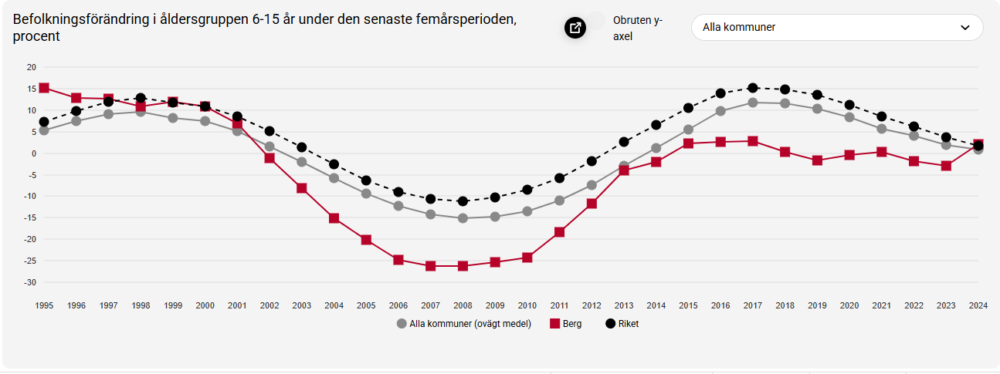 Befolkningsförändring i åldersgruppen 6-15 år under den senaste femårsperioden,
procent
Obruten y-
axel
Alla kommuner
20
15
10
5
0
-5
-10
-15
-20
-25
-30
1995 1996 1997 1998 1999 2000 2001 2002 2003 2004 2005 2006 2007 2008 2009 2010 2011 2012 2013 2014 2015 2016 2017 2018 2019 2020 2021 2022 2023 2024
Alla kommuner (ovägt medel) Berg Riket